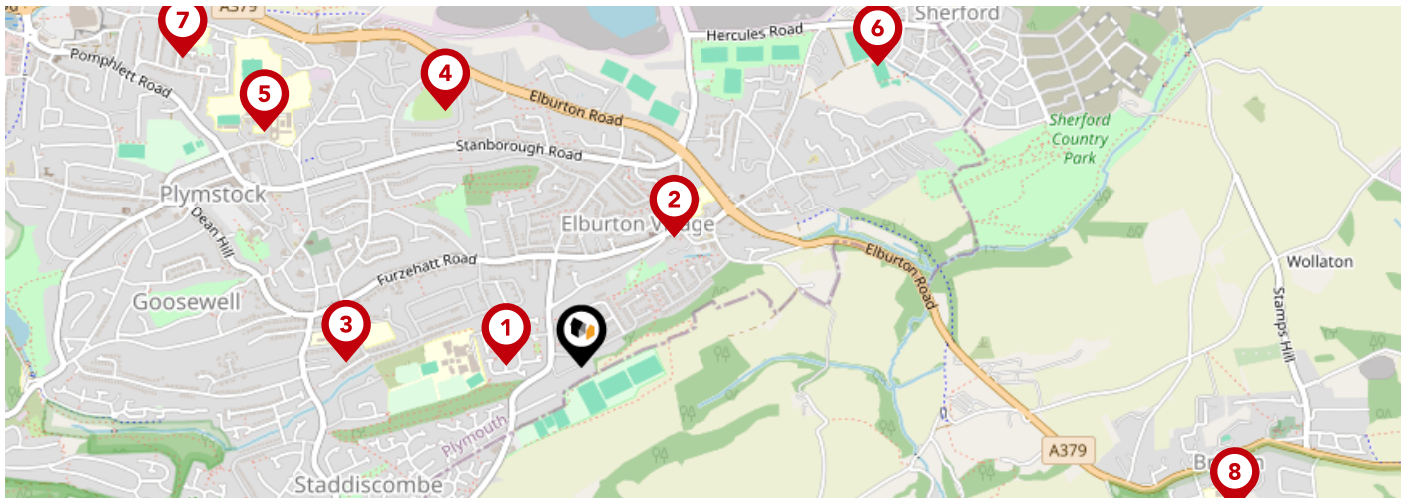 7
A379
Sherford
6
Hercules Road
Pomphlett Road
4
5
Elburton Road
Sherford
Country
Park
Stanborough Road
Plymstock
2
Elburton Village
Dean Hill
Furzehatt Road
Elburton Road
Wollaton
Goosewell
Stamps Hill
3
1
Plymouth
A379
Staddiscombe
8